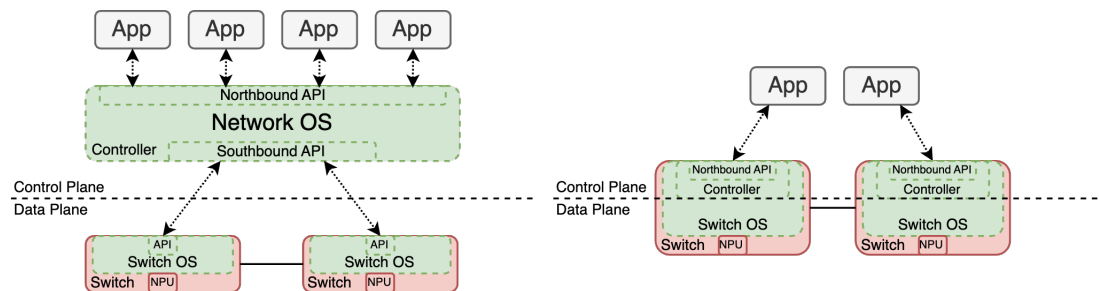 App
App
App
App
Northbound API
Network OS
Controller
Southbound API
Control Plane
Data Plane
API
Switch OS
Switch
NPU
API
Switch OS
Switch
NPU
App
App
Control Plane
Data Plane
Northbound API
Controller
Switch OS
Switch
NPU
Northbound API
Controller
Switch OS
Switch
NPU